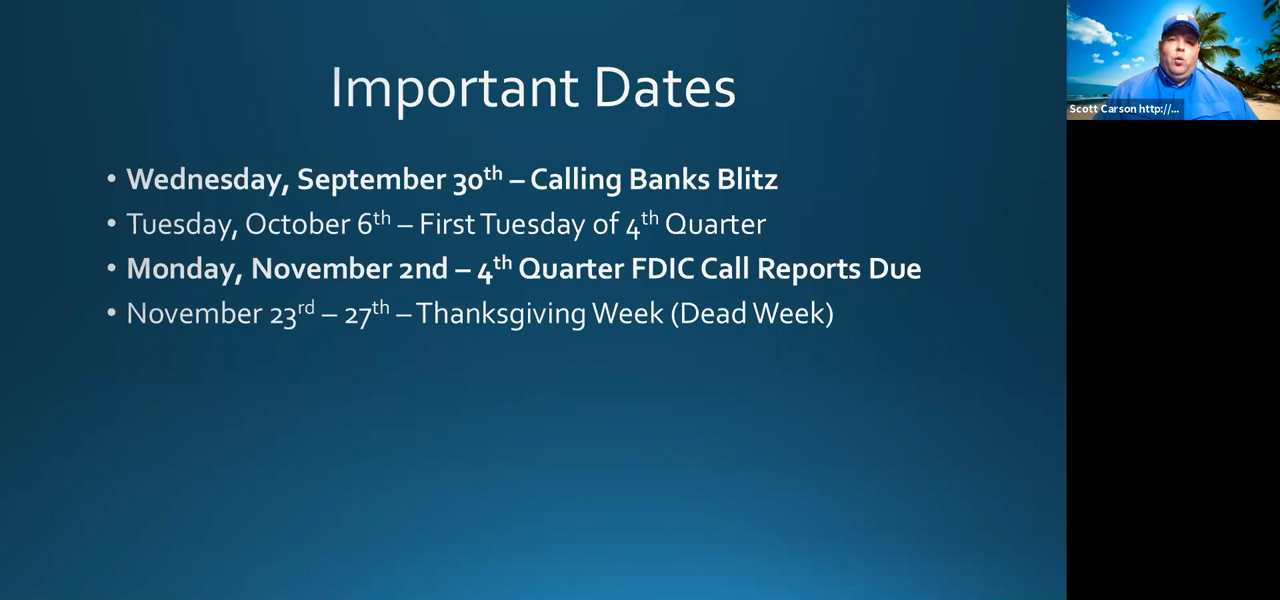 Important Dates
• Wednesday, September 30th – Calling Banks Blitz
• Tuesday, October 6th – First Tuesday of 4th Quarter
• Monday, November 2nd – 4th Quarter FDIC Call Reports Due
• November 23rd – 27th – Thanksgiving Week (Dead Week)
Scott Carson http://...